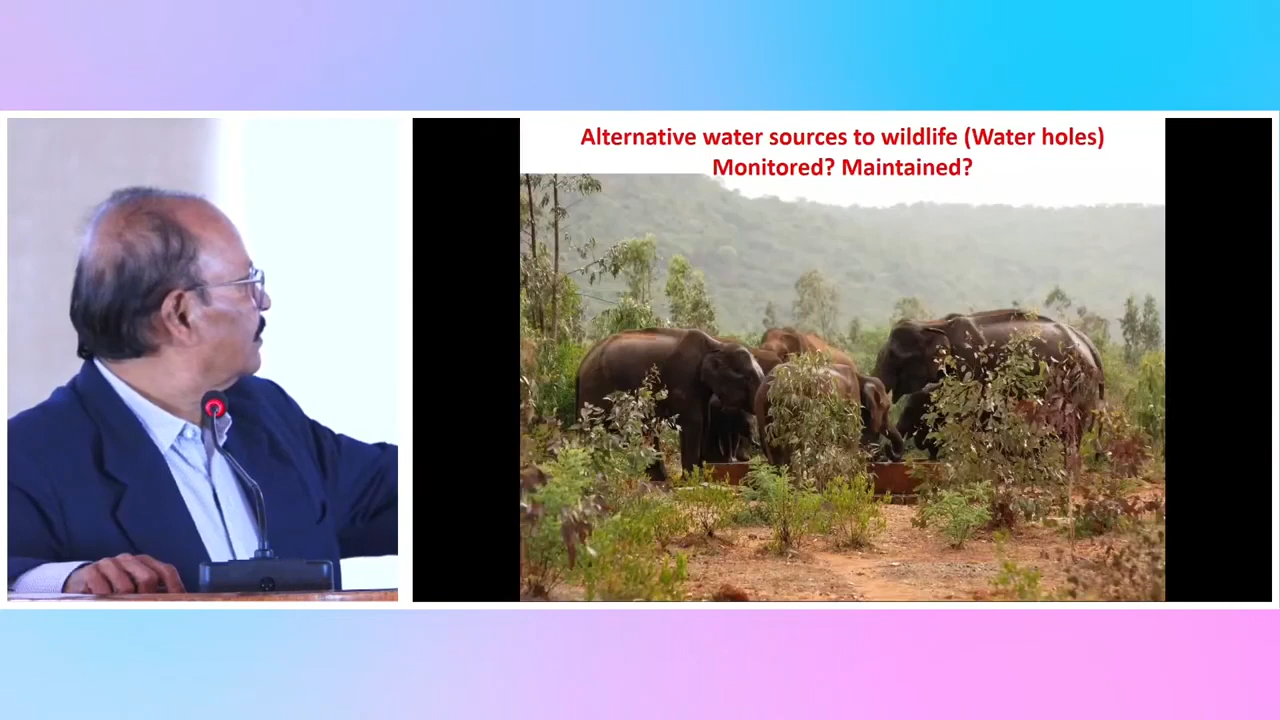 Alternative water sources to wildlife (Water holes)
Monitored? Maintained?